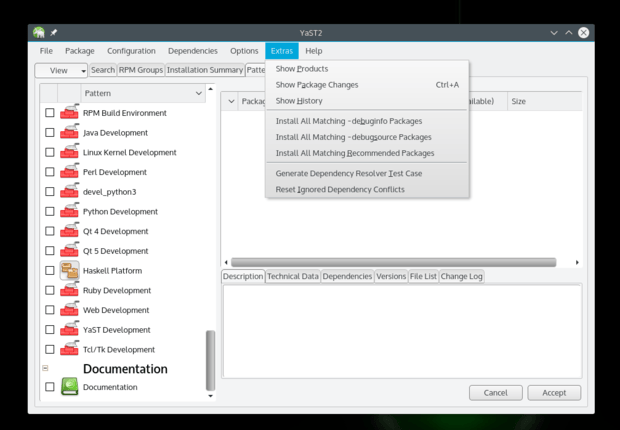 YaST2
File Package Configuration Dependencies Options Extras Help
View Search RPM Groups Installation Summary Patte
Show Products
Show Package Changes Ctrl+A
Show History
Install All Matching -debuginfo Packages
Install All Matching -debugsource Packages
Install All Matching Recommended Packages
Generate Dependency Resolver Test Case
Reset Ignored Dependency Conflicts
Pattern
Packag ilable) Size
RPM Build Environment
Java Development
Linux Kernel Development
Perl Development
devel_python3
Python Development
Qt 4 Development
Qt 5 Development
Haskell Platform
Ruby Development
Web Development
YaST Development
Tcl/Tk Development
Documentation
Documentation
Description Technical Data Dependencies Versions File List Change Log
Cancel Accept